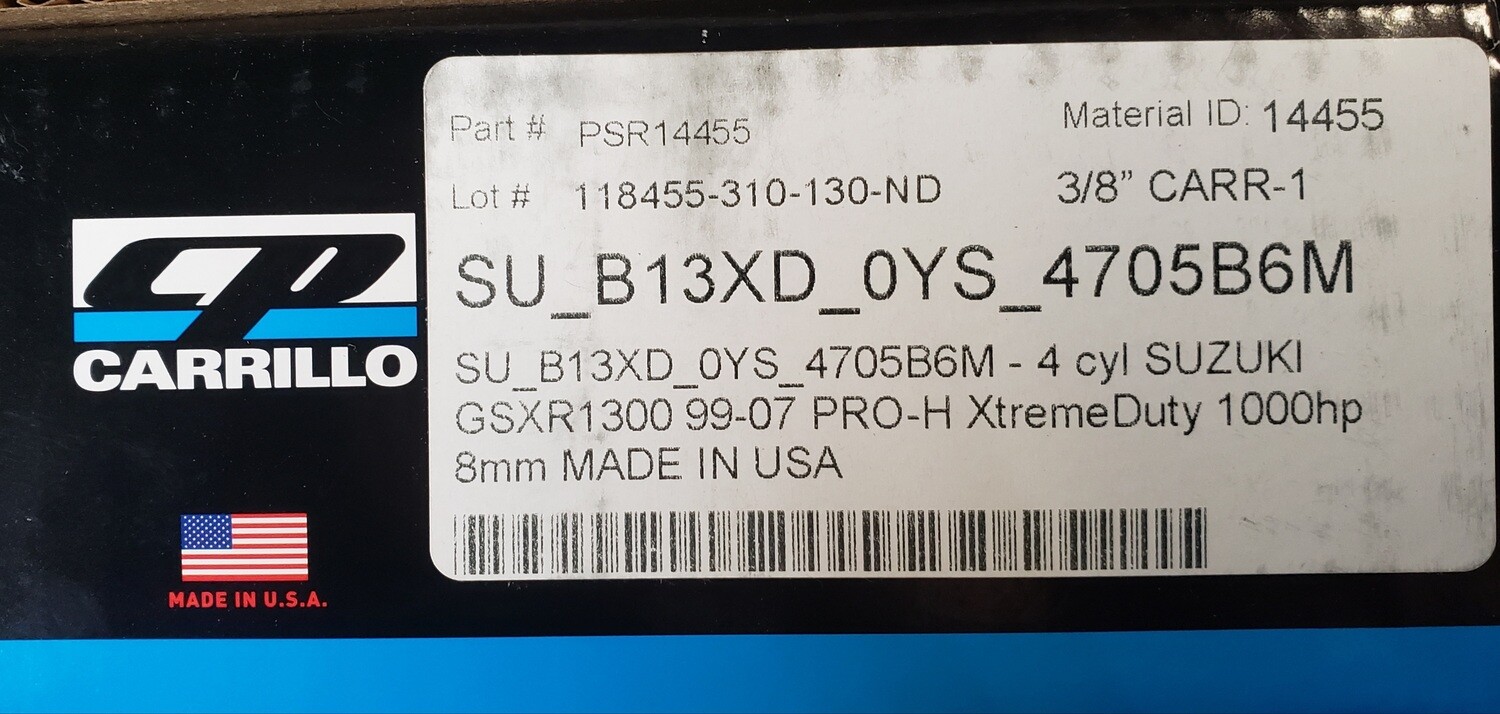 CP
CARRILLO
MADE IN U.S.A.
Part # PSR14455
Material ID: 14455
Lot # 118455-310-130-ND
3/8” CARR-1
SU_B13XD_0YS_4705B6M
SU_B13XD_0YS_4705B6M - 4 cyl SUZUKI
GSXR1300 99-07 PRO-H XtremeDuty 1000hp
8mm MADE IN USA